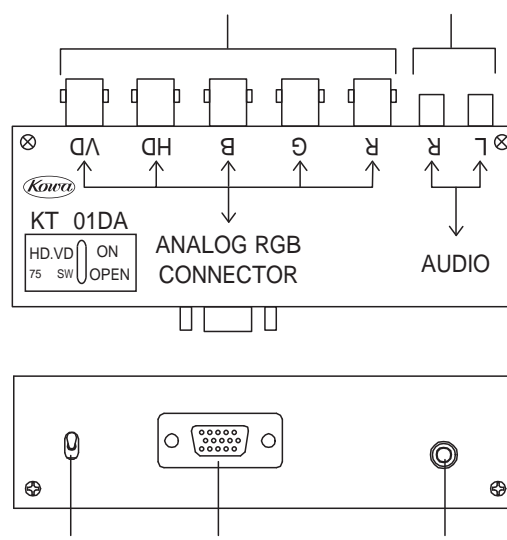 VD HD B G R R L
Kowa
KT 01DA
HD.VD ON
75 SW OPEN
ANALOG RGB
CONNECTOR
AUDIO